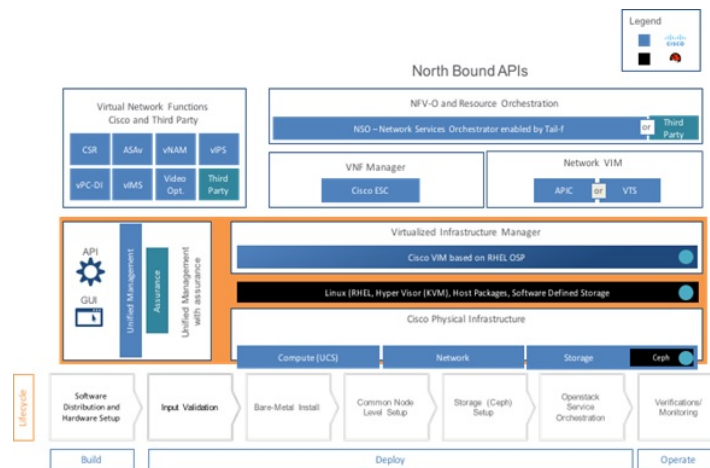 Legend
CISCO
North Bound APIs
Virtual Network Functions
Cisco and Third Party
CSR
ASAv
vNAM
vIPS
vPC-DI
vIMS
Video
Opt.
Third
Party
NFV-O and Resource Orchestration
NSO – Network Services Orchestrator enabled by Tail-f
or
Third
Party
VNF Manager
Cisco ESC
Network VIM
APIC
or
VTS
API
GUI
Unified Management
Assurance
Unified Management
with assurance
Virtualized Infrastructure Manager
Cisco VIM based on RHEL OSP
Linux (RHEL, Hyper Visor (KVM), Host Packages, Software Defined Storage
Cisco Physical Infrastructure
Compute (UCS)
Network
Storage
Ceph
Lifecycle
Software
Distribution and
Hardware Setup
Input Validation
Bare-Metal Install
Common Node
Level Setup
Storage (Ceph)
Setup
Openstack
Service
Orchestration
Verifications/
Monitoring
Build
Deploy
Operate